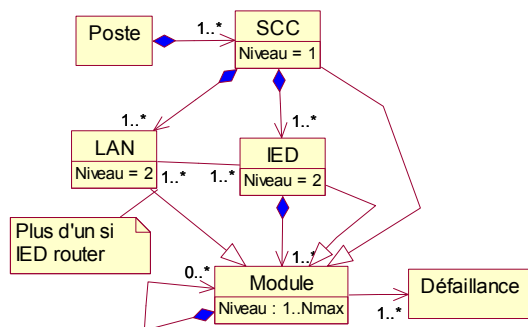 Poste
1..*
SCC
Niveau = 1
1..*
1..*
LAN
Niveau = 2
1..*
1..*
IED
Niveau = 2
Plus d'un si
IED router
0..*
1..*
Module
Niveau : 1..Nmax
Défaillance
1..*